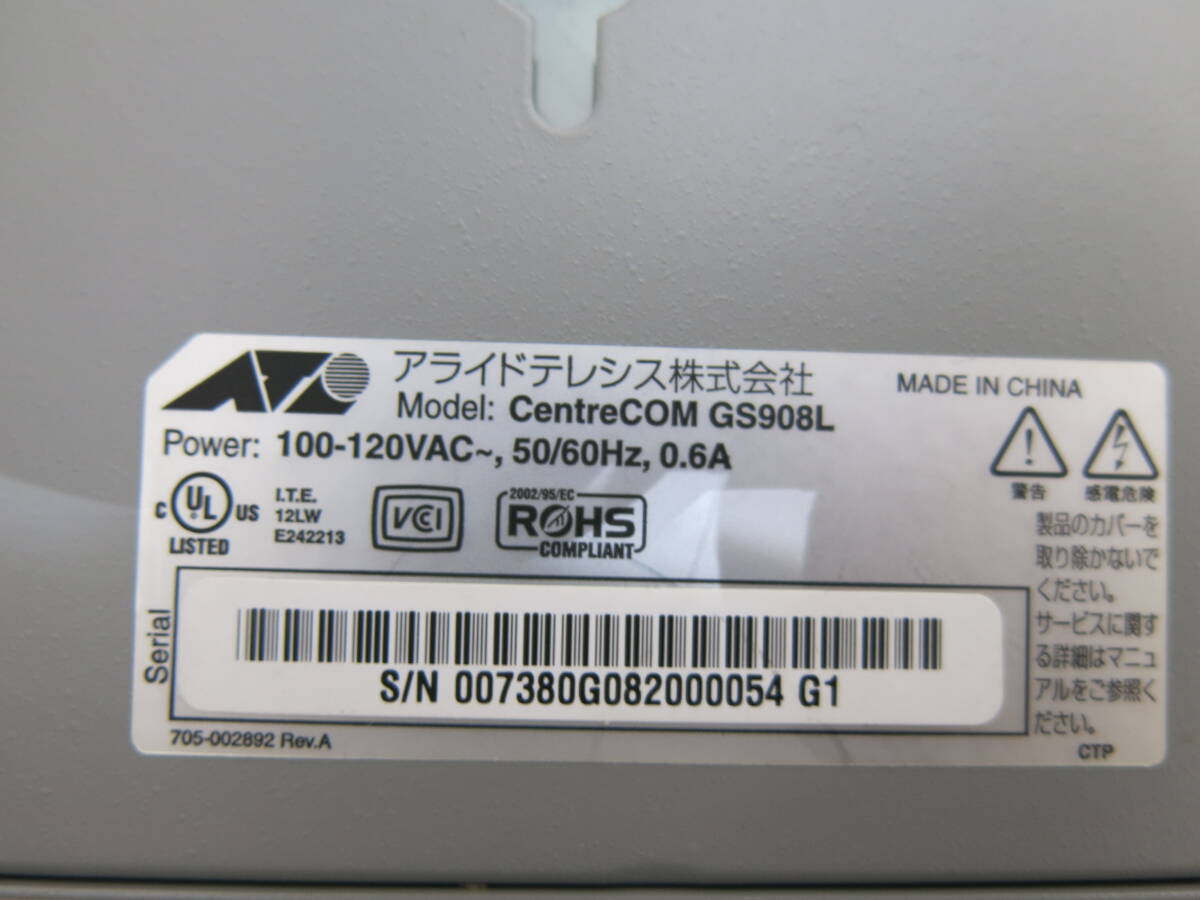 アライドテレシス株式会社
MADE IN CHINA
Model: CentreCOM GS908L
Power: 100-120VAC~, 50/60Hz, 0.6A
C UL US
LISTED
I.T.E.
12LW
E242213
VCCI
2002/95/EC
ROHS
COMPLIANT
警告
感電危険
製品のカバーを
取り除かないで
ください。
サービスに関す
る詳細はマニュ
アルをご参照く
ださい。
Serial
S/N 007380G082000054 G1
705-002892 Rev.A
CTP